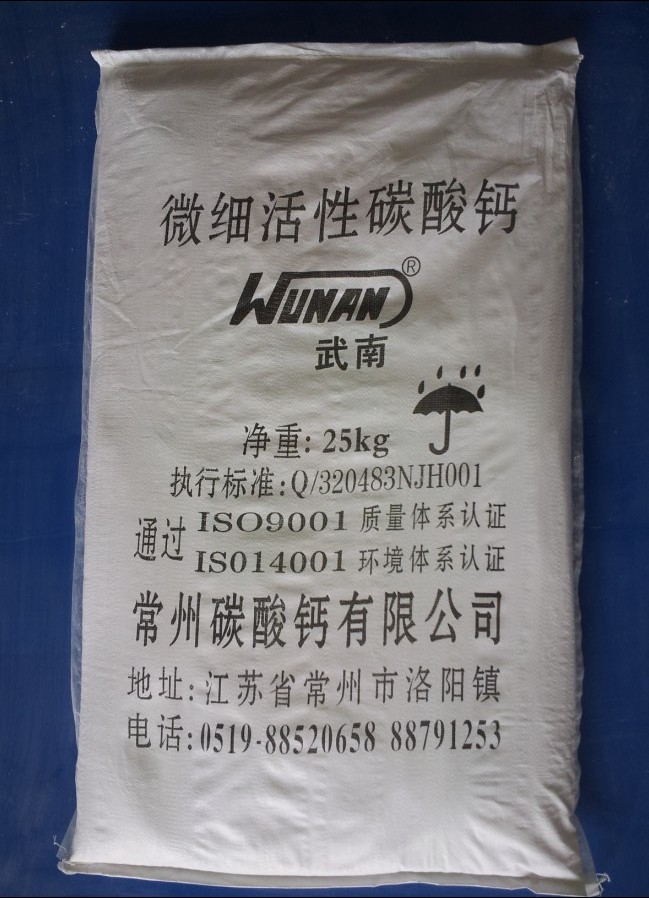 微细活性碳酸钙
WUNAN®
武南
净重: 25kg
执行标准:Q/320483NJH001
通过 ISO9001 质量体系认证
ISO14001 环境体系认证
常州碳酸钙有限公司
地址:江苏省常州市洛阳镇
电话:0519-88520658 88791253